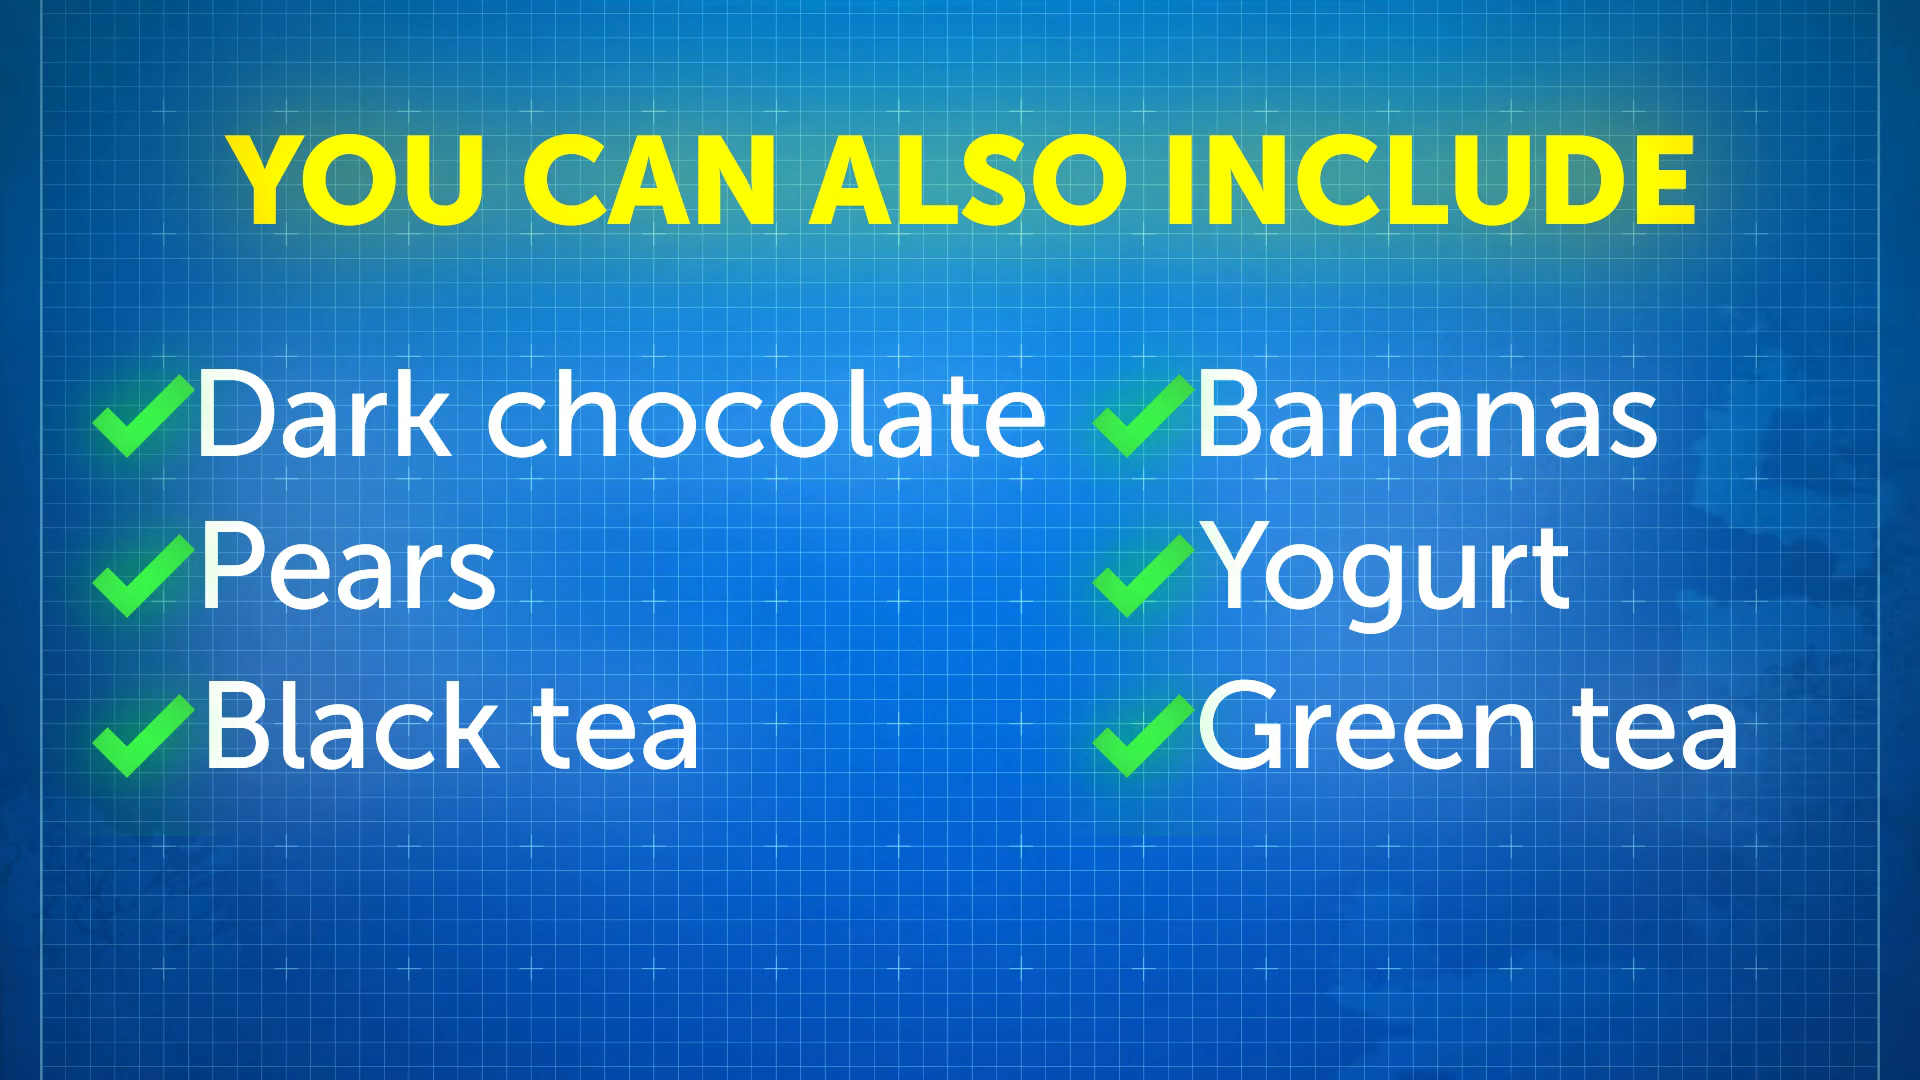 YOU CAN ALSO INCLUDE
Dark chocolate
Pears
Black tea
Bananas
Yogurt
Green tea